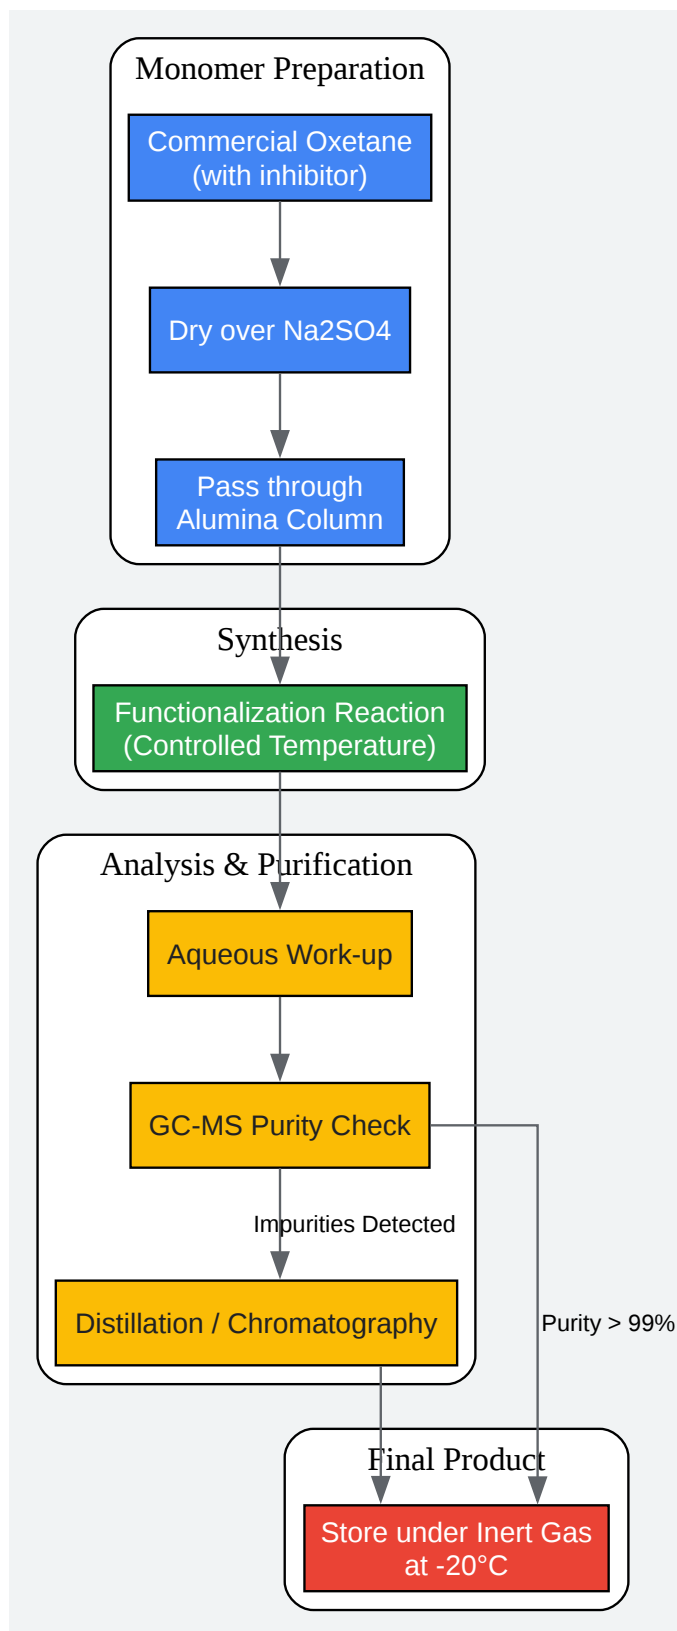 Monomer Preparation
Commercial Oxetane
(with inhibitor)
Dry over Na2SO4
Pass through
Alumina Column
Synthesis
Functionalization Reaction
(Controlled Temperature)
Analysis & Purification
Aqueous Work-up
GC-MS Purity Check
Impurities Detected
Distillation / Chromatography
Purity > 99%
Final Product
Store under Inert Gas
at -20°C